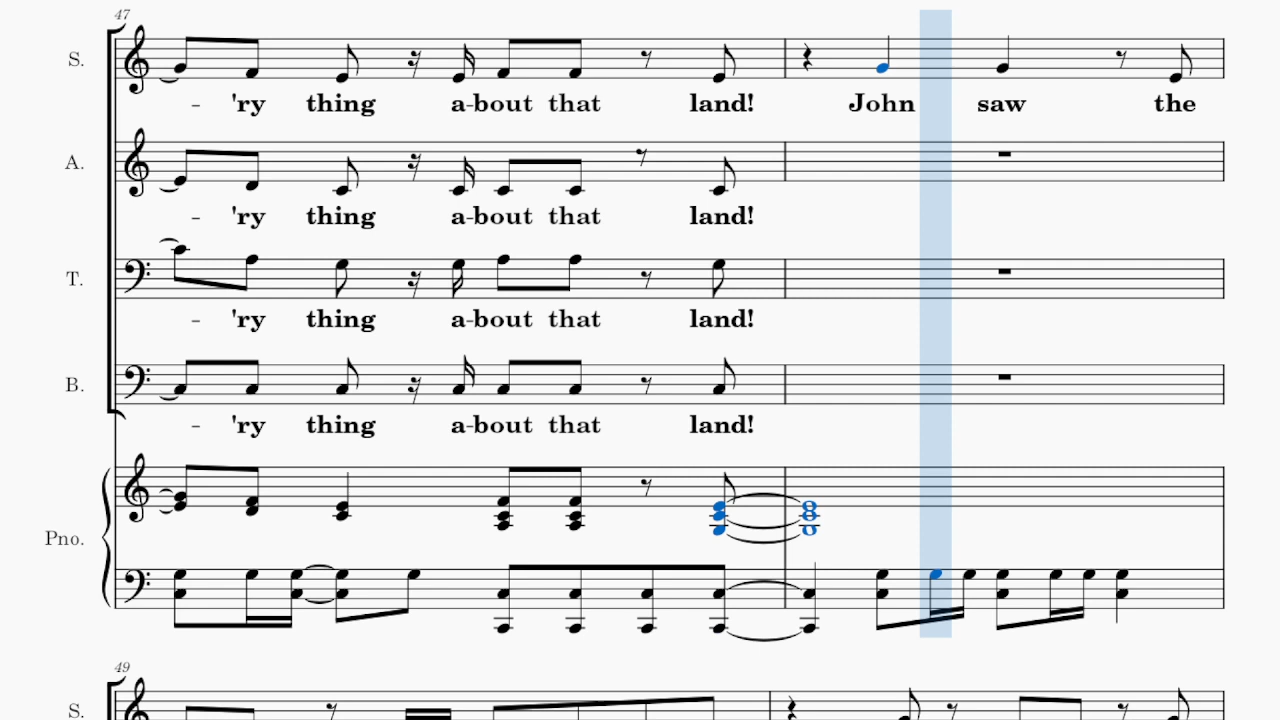 47
S.
- 'ry thing a-bout that land! John saw the
A.
- 'ry thing a-bout that land!
T.
- 'ry thing a-bout that land!
B.
- 'ry thing a-bout that land!
Pno.
49
S.